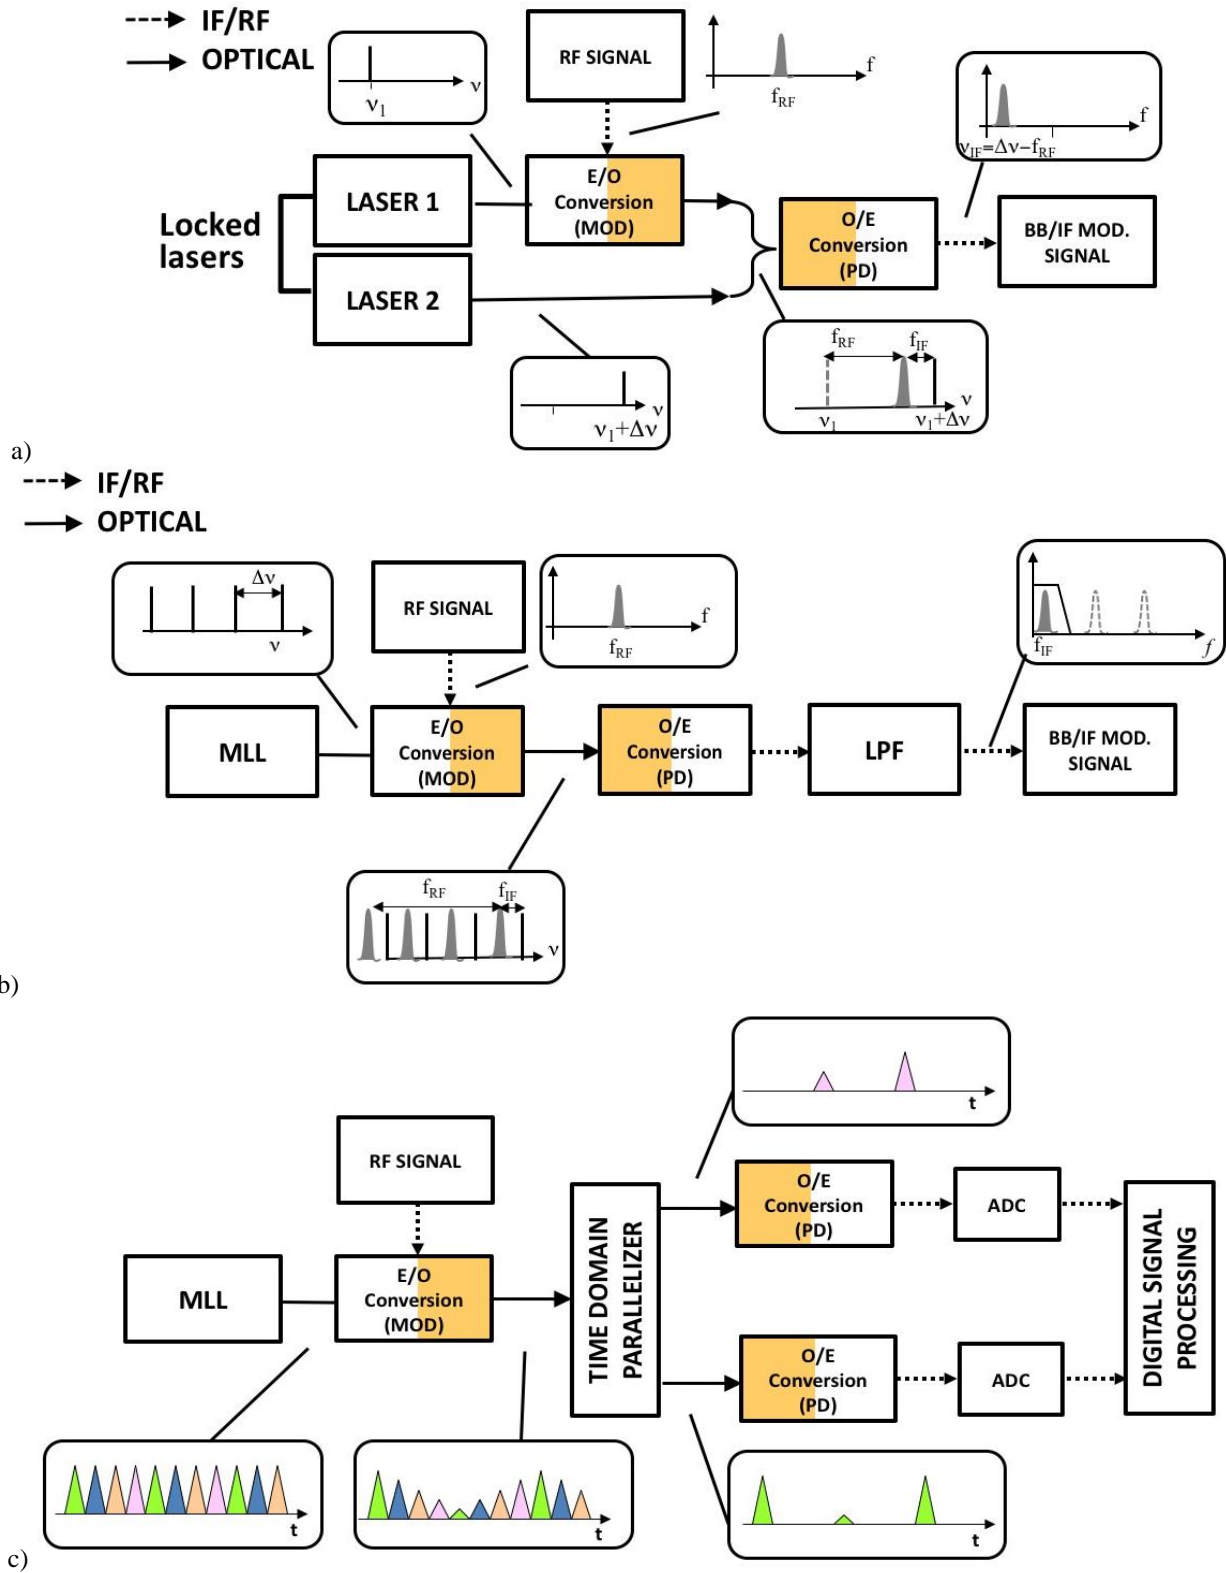 IF/RF
OPTICAL
ν
ν1
RF SIGNAL
f
fRF
f
νIF=Δν−fRF
Locked
lasers
LASER 1
E/O
Conversion
(MOD)
O/E
Conversion
(PD)
BB/IF MOD.
SIGNAL
LASER 2
ν
ν1+Δν
fRF
fIF
ν
ν1
ν1+Δν
a)
IF/RF
OPTICAL
Δν
ν
RF SIGNAL
f
fRF
fIF
f
MLL
E/O
Conversion
(MOD)
O/E
Conversion
(PD)
LPF
BB/IF MOD.
SIGNAL
fRF
fIF
ν
b)
t
RF SIGNAL
MLL
E/O
Conversion
(MOD)
TIME DOMAIN
PARALLELIZER
O/E
Conversion
(PD)
ADC
O/E
Conversion
(PD)
ADC
DIGITAL SIGNAL
PROCESSING
t
t
t
c)